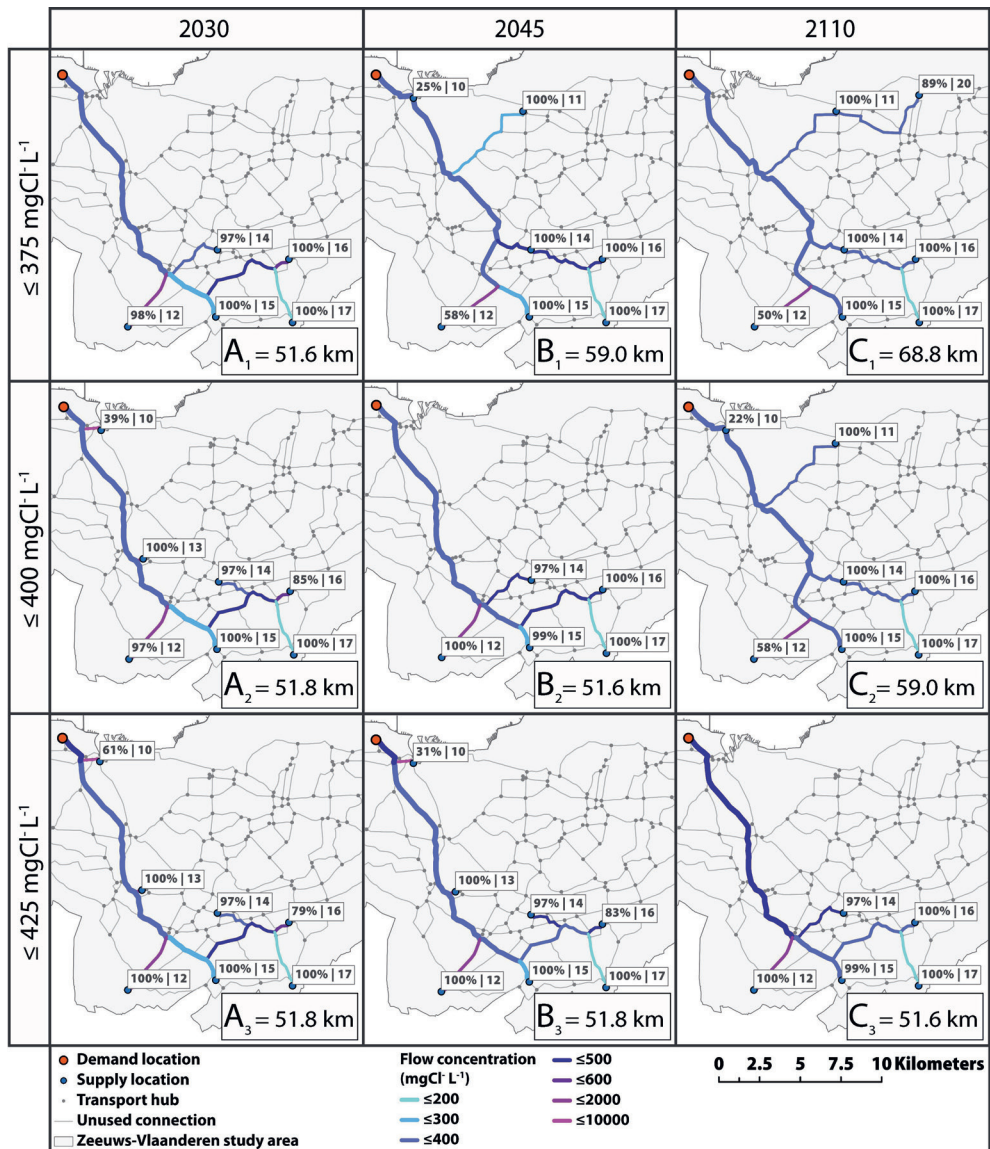 2030 2045 2110
≤ 375 mgCl⁻ L⁻¹
98% | 12
97% | 14
100% | 15
100% | 16
100% | 17
A₁ = 51.6 km
25% | 10
100% | 11
58% | 12
100% | 14
100% | 15
100% | 16
100% | 17
B₁ = 59.0 km
89% | 20
100% | 11
50% | 12
100% | 14
100% | 15
100% | 16
100% | 17
C₁ = 68.8 km
≤ 400 mgCl⁻ L⁻¹
39% | 10
100% | 13
97% | 14
85% | 16
97% | 12
100% | 15
100% | 17
A₂ = 51.8 km
97% | 14
100% | 16
100% | 12
99% | 15
100% | 17
B₂ = 51.6 km
22% | 10
100% | 11
100% | 14
100% | 16
58% | 12
100% | 15
100% | 17
C₂ = 59.0 km
≤ 425 mgCl⁻ L⁻¹
61% | 10
100% | 13
97% | 14
79% | 16
100% | 12
100% | 15
100% | 17
A₃ = 51.8 km
31% | 10
100% | 13
97% | 14
83% | 16
100% | 12
100% | 15
100% | 17
B₃ = 51.8 km
97% | 14
100% | 16
100% | 12
99% | 15
100% | 17
C₃ = 51.6 km
Demand location
Supply location
Transport hub
Unused connection
Zeeuws-Vlaanderen study area
Flow concentration
(mgCl⁻ L⁻¹)
≤200
≤300
≤400
≤500
≤600
≤2000
≤10000
0 2.5 5 10 Kilometers